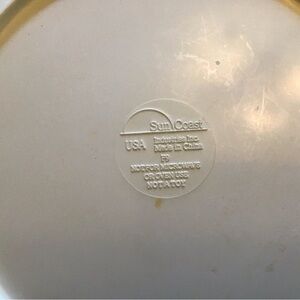 Sun Coast
USA Industries Inc.
Made in China
NOT FOR MICROWAVE
OR OVEN USE
NOT A TOY